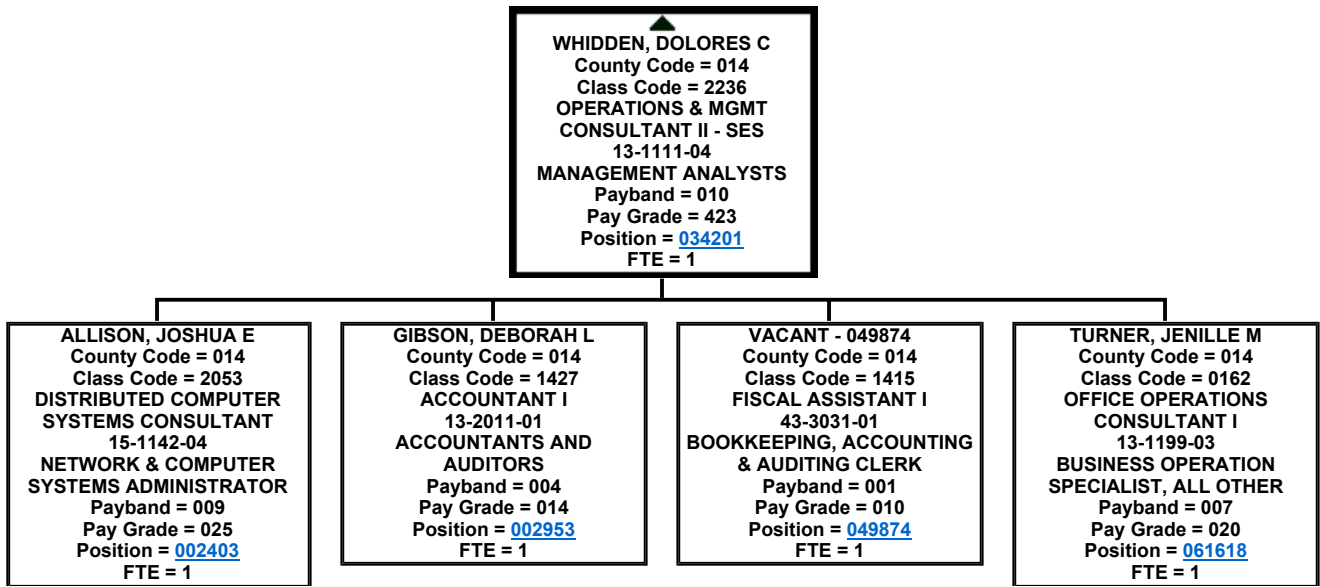 WHIDDEN, DOLORES C
County Code = 014
Class Code = 2236
OPERATIONS & MGMT
CONSULTANT II - SES
13-1111-04
MANAGEMENT ANALYSTS
Payband = 010
Pay Grade = 423
Position = 034201
FTE = 1
ALLISON, JOSHUA E
County Code = 014
Class Code = 2053
DISTRIBUTED COMPUTER
SYSTEMS CONSULTANT
15-1142-04
NETWORK & COMPUTER
SYSTEMS ADMINISTRATOR
Payband = 009
Pay Grade = 025
Position = 002403
FTE = 1
GIBSON, DEBORAH L
County Code = 014
Class Code = 1427
ACCOUNTANT I
13-2011-01
ACCOUNTANTS AND
AUDITORS
Payband = 004
Pay Grade = 014
Position = 002953
FTE = 1
VACANT - 049874
County Code = 014
Class Code = 1415
FISCAL ASSISTANT I
43-3031-01
BOOKKEEPING, ACCOUNTING
& AUDITING CLERK
Payband = 001
Pay Grade = 010
Position = 049874
FTE = 1
TURNER, JENILLE M
County Code = 014
Class Code = 0162
OFFICE OPERATIONS
CONSULTANT I
13-1199-03
BUSINESS OPERATION
SPECIALIST, ALL OTHER
Payband = 007
Pay Grade = 020
Position = 061618
FTE = 1